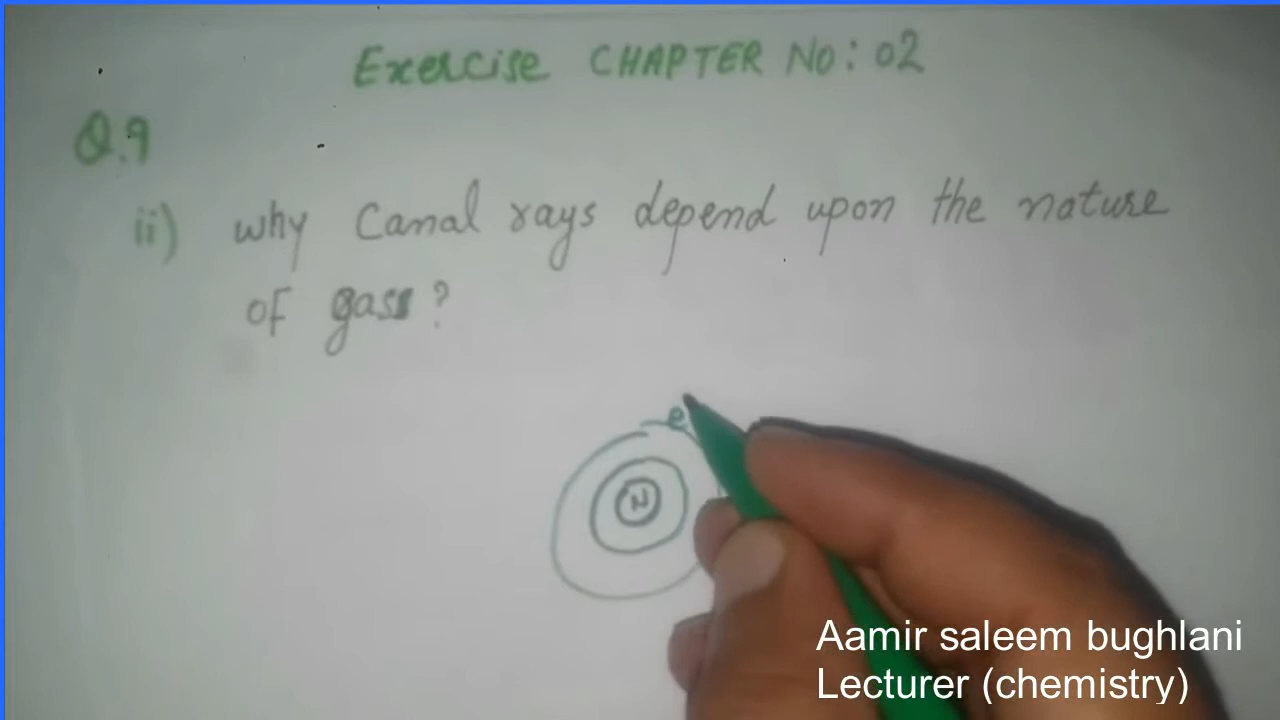 Exercise CHAPTER No: 02
Q.9
ii) why Canal rays depend upon the nature
of gass?
e
N
Aamir saleem bughlani
Lecturer (chemistry)